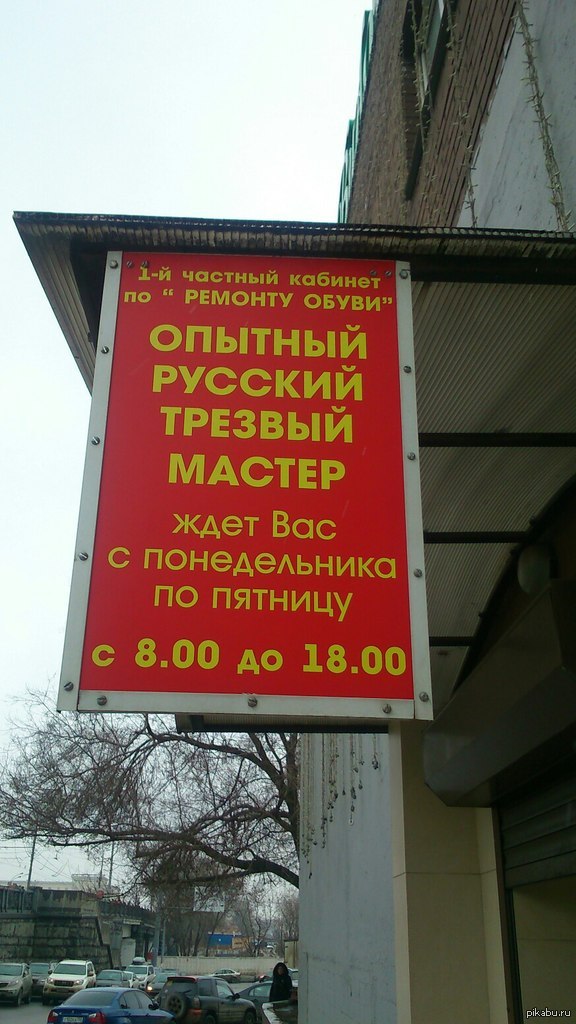 1-й частный кабинет
по “ РЕМОНТУ ОБУВИ”
ОПЫТНЫЙ
РУССКИЙ
ТРЕЗВЫЙ
МАСТЕР
ждет Вас
с понедельника
по пятницу
с 8.00 до 18.00
pikabu.ru